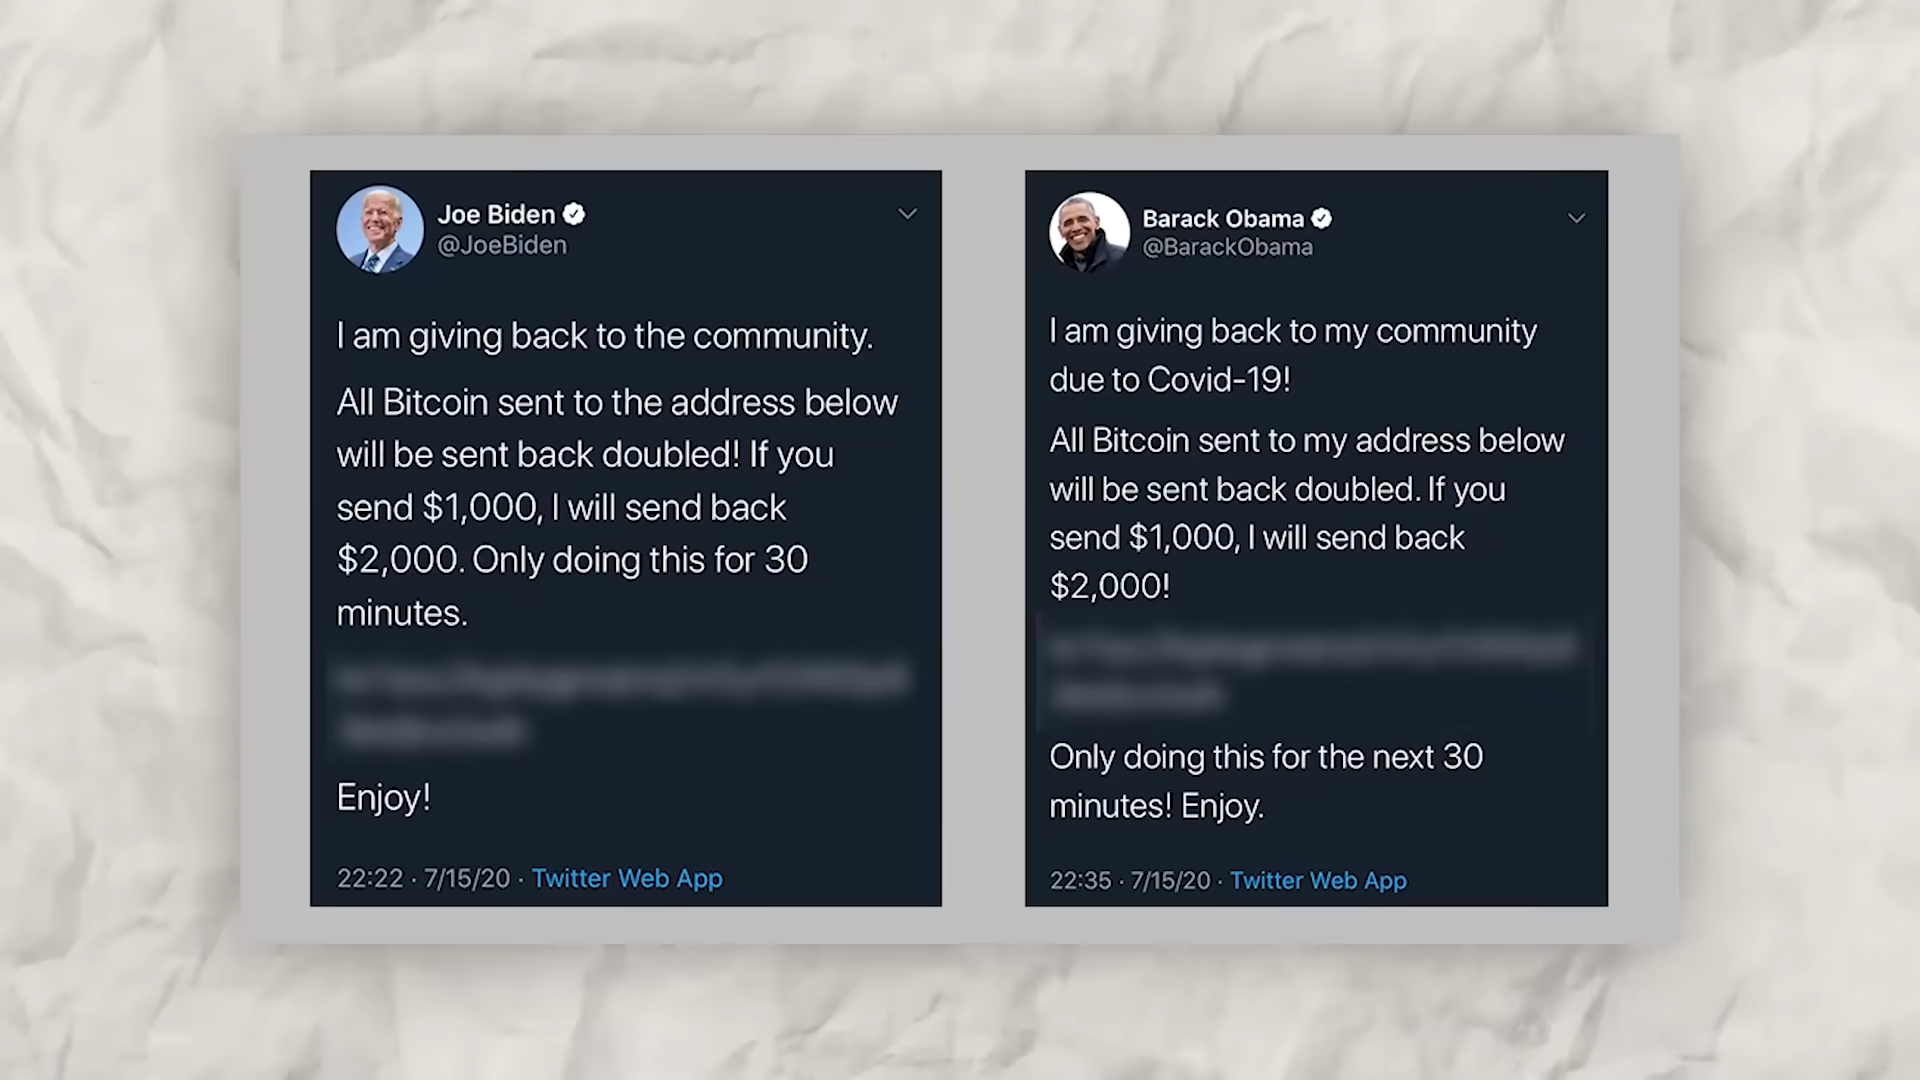 Joe Biden
@JoeBiden
I am giving back to the community.
All Bitcoin sent to the address below
will be sent back doubled! If you
send $1,000, I will send back
$2,000. Only doing this for 30
minutes.
Enjoy!
22:22 · 7/15/20 · Twitter Web App
Barack Obama
@BarackObama
I am giving back to my community
due to Covid-19!
All Bitcoin sent to my address below
will be sent back doubled. If you
send $1,000, I will send back
$2,000!
Only doing this for the next 30
minutes! Enjoy.
22:35 · 7/15/20 · Twitter Web App